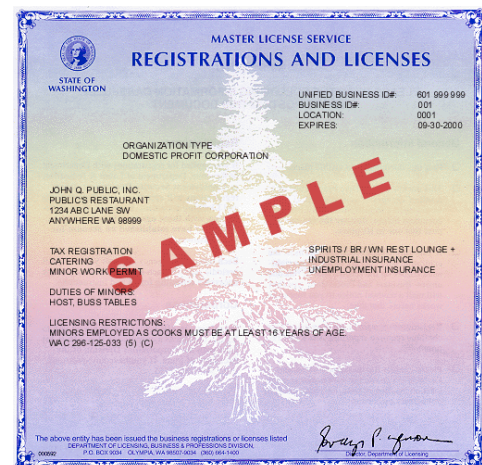 MASTER LICENSE SERVICE
REGISTRATIONS AND LICENSES
STATE OF
WASHINGTON
UNIFIED BUSINESS ID#: 601 999 999
BUSINESS ID#: 001
LOCATION: 0001
EXPIRES: 09-30-2000
ORGANIZATION TYPE
DOMESTIC PROFIT CORPORATION
JOHN Q. PUBLIC, INC.
PUBLIC'S RESTAURANT
1234 ABC LANE SW
ANYWHERE WA 98999
SAMPLE
TAX REGISTRATION
CATERING
MINOR WORK PERMIT
SPIRITS / BR / WN REST LOUNGE +
INDUSTRIAL INSURANCE
UNEMPLOYMENT INSURANCE
DUTIES OF MINORS:
HOST, BUSS TABLES
LICENSING RESTRICTIONS:
MINORS EMPLOYED AS COOKS MUST BE AT LEAST 16 YEARS OF AGE.
WAC 296-125-033 (5) (C)
The above entity has been issued the business registrations or licenses listed
DEPARTMENT OF LICENSING, BUSINESS & PROFESSIONS DIVISION,
P.O. BOX 9034 OLYMPIA, WA 98507-9034 (360) 664-1400
Director, Department of Licensing